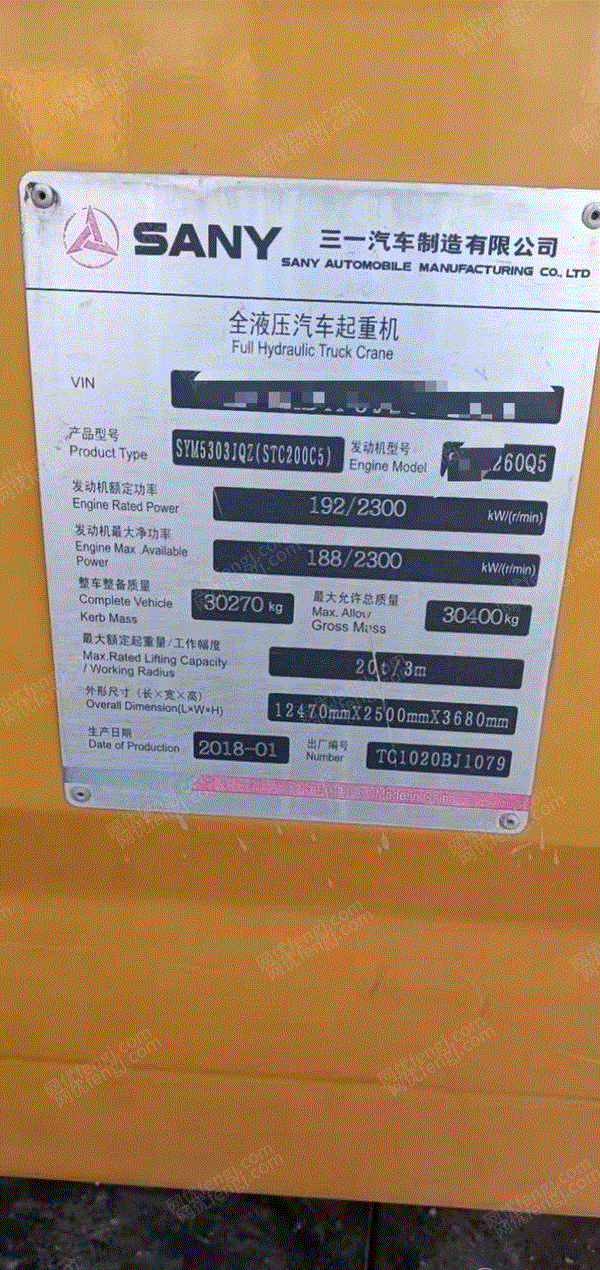 SANY 三一汽车制造有限公司
SANY AUTOMOBILE MANUFACTURING CO., LTD
全液压汽车起重机
Full Hydraulic Truck Crane
VIN
产品型号
Product Type
SYM5303JQZ(STC200C5)
发动机型号
Engine Model
260Q5
发动机额定功率
Engine Rated Power
192/2300 kW/(r/min)
发动机最大净功率
Engine Max .Available
Power
188/2300 kW/(r/min)
整车整备质量
Complete Vehicle
Kerb Mass
30270 kg
最大允许总质量
Max. Allow
Gross Mass
30400 kg
最大额定起重量/工作幅度
Max.Rated Lifting Capacity
/ Working Radius
20t/3m
外形尺寸 (长×宽×高)
Overall Dimension(L×W×H)
12470mmX2500mmX3680mm
生产日期
Date of Production
2018-01
出厂编号
Number
TC1020BJ1079